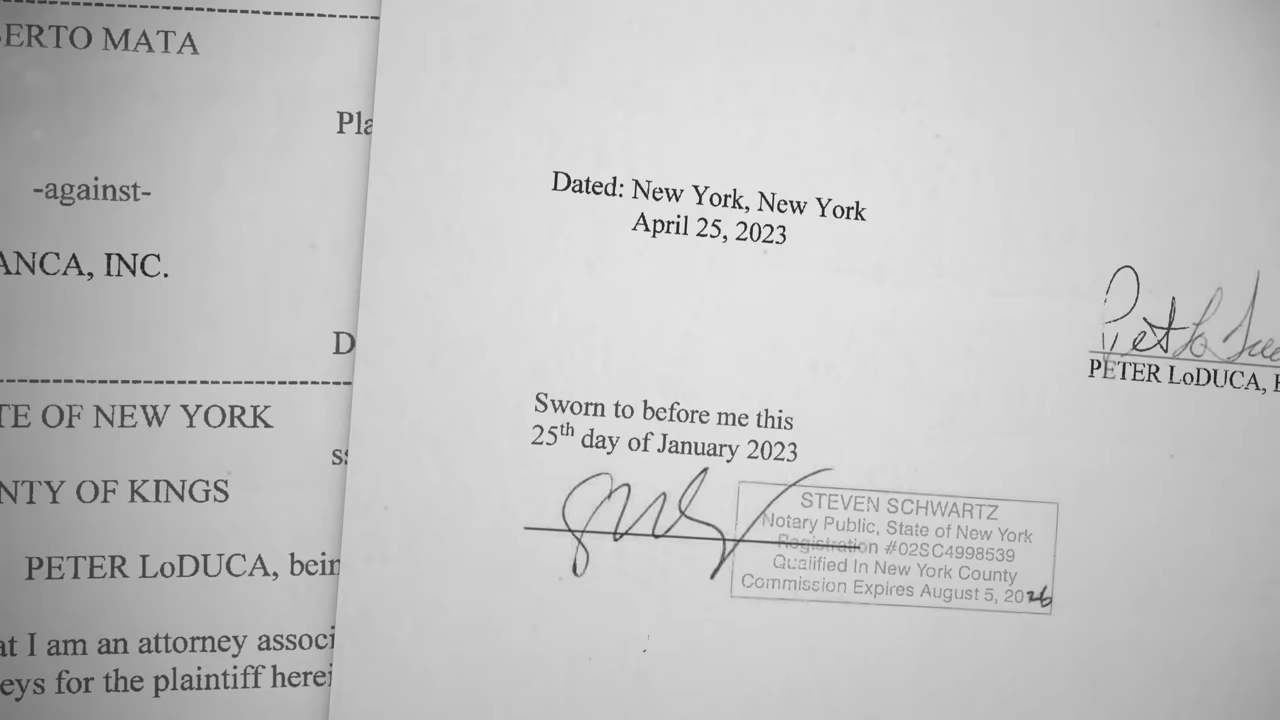 BERTO MATA
Pla
-against-
ANCA, INC.
D
TE OF NEW YORK
ss
NTY OF KINGS
PETER LoDUCA, bein
at I am an attorney associ
eys for the plaintiff herei
Dated: New York, New York
April 25, 2023
PETER LoDUCA, E
Sworn to before me this
25th day of January 2023
STEVEN SCHWARTZ
Notary Public, State of New York
Registration #02SC4998539
Qualified In New York County
Commission Expires August 5, 2026